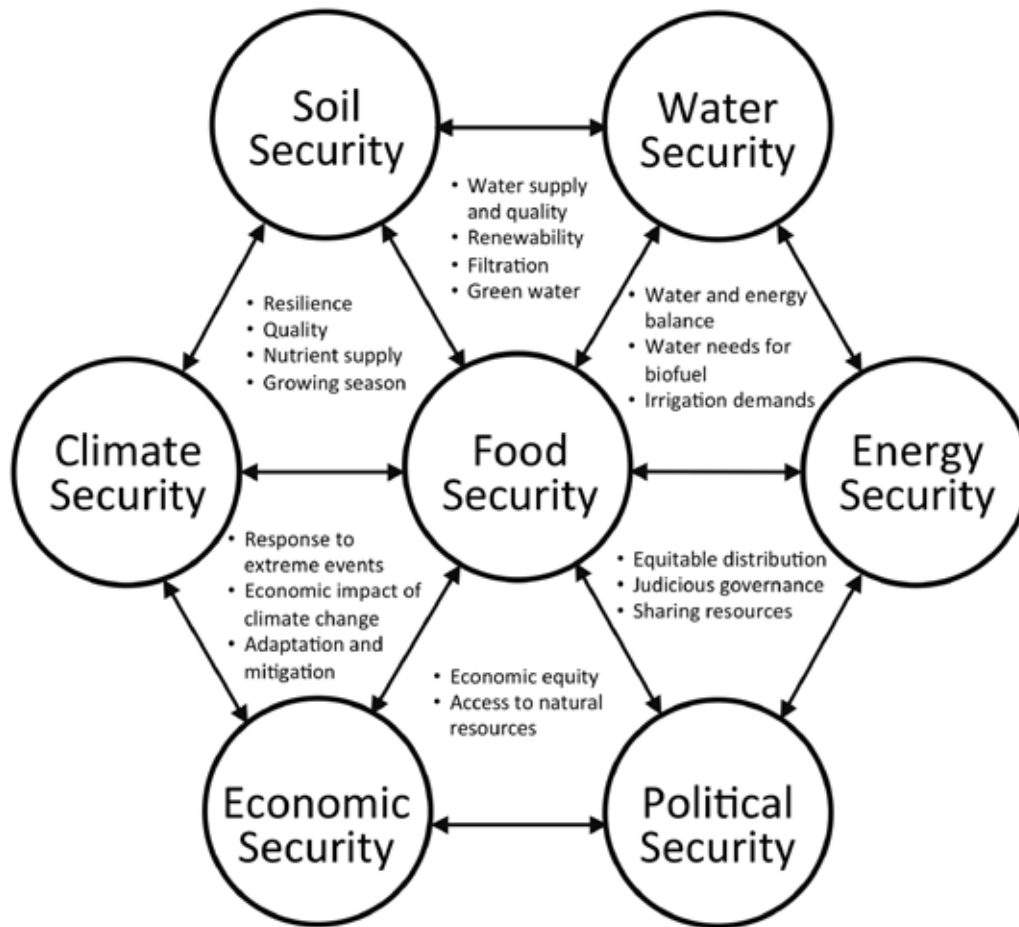 Soil
Security
Water
Security
• Water supply
and quality
• Renewability
• Filtration
• Green water
• Resilience
• Quality
• Nutrient supply
• Growing season
• Water and energy
balance
• Water needs for
biofuel
• Irrigation demands
Climate
Security
Food
Security
Energy
Security
• Response to
extreme events
• Economic impact of
climate change
• Adaptation and
mitigation
• Equitable distribution
• Judicious governance
• Sharing resources
• Economic equity
• Access to natural
resources
Economic
Security
Political
Security